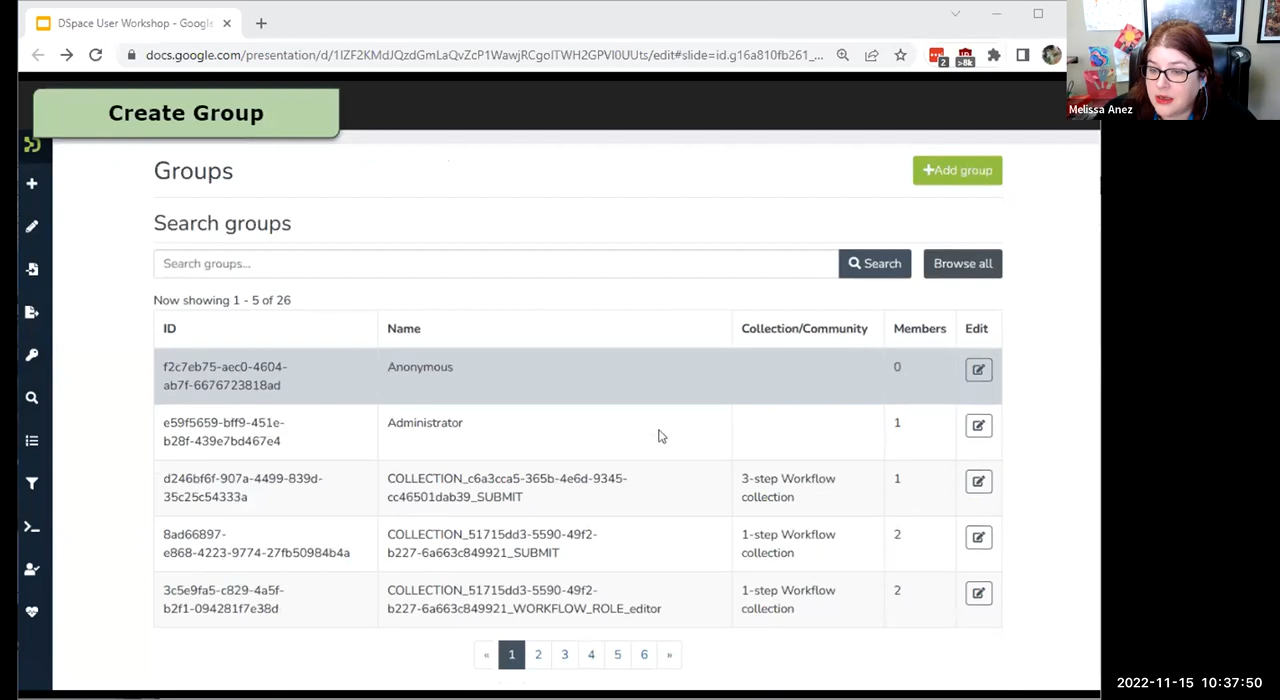 DSpace User Workshop - Googl
docs.google.com/presentation/d/1IZF2KMdJQzdGmLaQvZcP1WawjRCgoITWH2GPVI0UUts/edit#slide=id.g16a810fb261_...
2
>8k
Melissa Anez
Create Group
Groups
Add group
Search groups
Search groups...
Search
Browse all
Now showing 1 - 5 of 26
ID Name Collection/Community Members Edit
f2c7eb75-aec0-4604- Anonymous 0
ab7f-6676723818ad
e59f5659-bff9-451e- Administrator 1
b28f-439e7bd467e4
d246bf6f-907a-4499-839d- COLLECTION_c6a3cca5-365b-4e6d-9345- 3-step Workflow 1
35c25c54333a cc46501dab39_SUBMIT collection
8ad66897- COLLECTION_51715dd3-5590-49f2- 1-step Workflow 2
e868-4223-9774-27fb50984b4a b227-6a663c849921_SUBMIT collection
3c5e9fa5-c829-4a5f- COLLECTION_51715dd3-5590-49f2- 1-step Workflow 2
b2f1-094281f7e38d b227-6a663c849921_WORKFLOW_ROLE_editor collection
« 1 2 3 4 5 6 »
2022-11-15 10:37:50